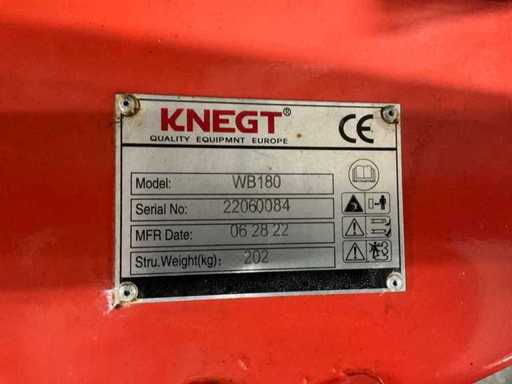 KNEGT®
CE
QUALITY EQUIPMNT EUROPE
Model: WB180
Serial No: 22060084
MFR Date: 06 28 22
Stru.Weight(kg): 202